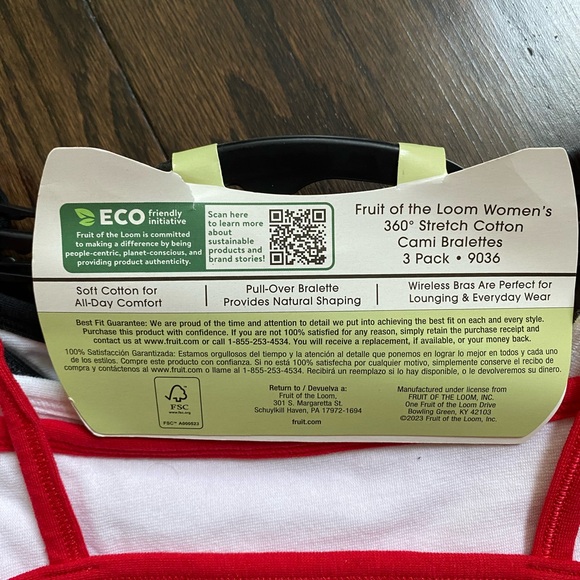 ECO friendly
initiative
Fruit of the Loom is committed
to making a difference by being
people-centric, planet-conscious, and
providing product authenticity.
Scan here
to learn more
about
sustainable
products and
brand stories!
Fruit of the Loom Women's
360° Stretch Cotton
Cami Bralettes
3 Pack • 9036
Soft Cotton for
All-Day Comfort
Pull-Over Bralette
Provides Natural Shaping
Wireless Bras Are Perfect for
Lounging & Everyday Wear
Best Fit Guarantee: We are proud of the time and attention to detail we put into achieving the best fit on each and every style.
Purchase this product with confidence. If you are not 100% satisfied for any reason, simply retain the purchase receipt and
contact us at www.fruit.com or call 1-855-253-4534. You will receive a replacement, if available, or your money back.
100% Satisfacción Garantizada: Estamos orgullosos del tiempo y la atención al detalle que ponemos en lograr lo mejor en todos y cada uno
de los estilos. Compre este producto con confianza. Si no está 100% satisfecho por cualquier razón, simplemente conserve el recibo de
compra y contáctenos al www.fruit.com o llame al 1-855-253-4534. Recibirá un reemplazo si lo hay disponible, o le devolveremos su dinero.
FSC
www.fsc.org
FSC® A000523
Return to / Devuelva a:
Fruit of the Loom,
301 S. Margaretta St.
Schuylkill Haven, PA 17972-1694
fruit.com
Manufactured under license from
FRUIT OF THE LOOM, INC.
One Fruit of the Loom Drive
Bowling Green, KY 42103
©2023 Fruit of the Loom, Inc.